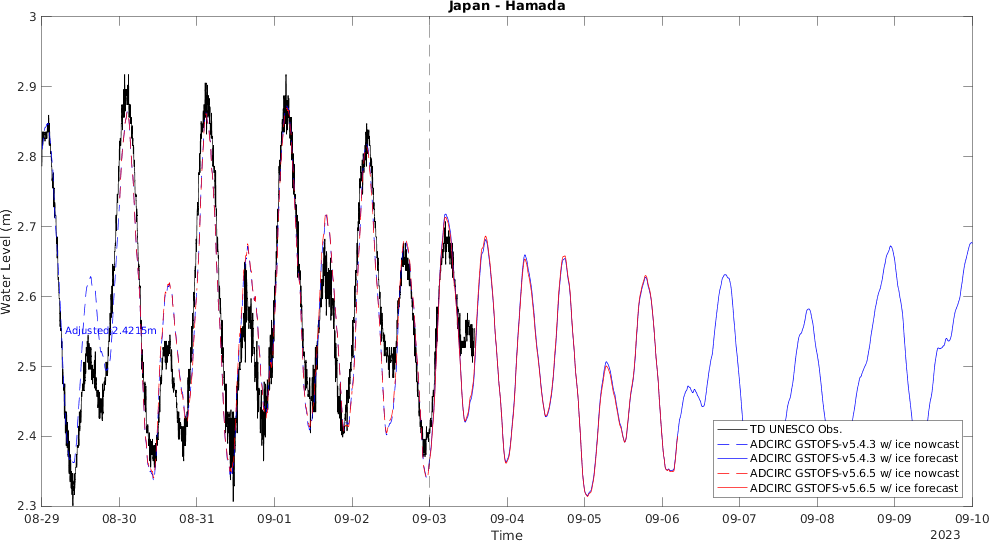 Japan - Hamada
3
2.9
2.8
2.7
2.6
2.5
2.4
2.3
Water Level (m)
Adjusted 2.4215m
TD UNESCO Obs.
ADCIRC GSTOFS-v5.4.3 w/ ice nowcast
ADCIRC GSTOFS-v5.4.3 w/ ice forecast
ADCIRC GSTOFS-v5.6.5 w/ ice nowcast
ADCIRC GSTOFS-v5.6.5 w/ ice forecast
08-29 08-30 08-31 09-01 09-02 09-03 09-04 09-05 09-06 09-07 09-08 09-09 09-10
Time
2023